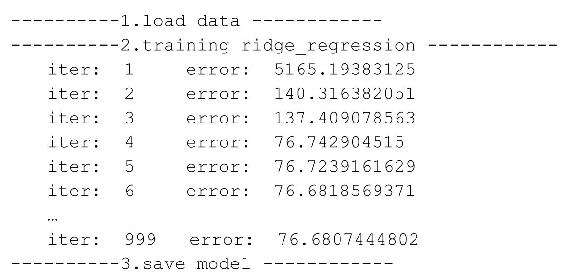 ----------1.load data ------------
----------2.training ridge_regression ------------
iter: 1 error: 5165.19383125
iter: 2 error: 140.316382051
iter: 3 error: 137.409078563
iter: 4 error: 76.742904515
iter: 5 error: 76.7239161629
iter: 6 error: 76.6818569371
…
iter: 999 error: 76.6807444802
----------3.save model ------------